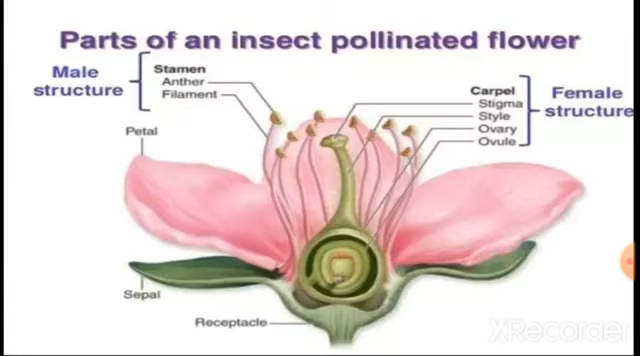 Parts of an insect pollinated flower
Male
structure
Stamen
Anther
Filament
Carpel
Stigma
Style
Ovary
Ovule
Female
structure
Petal
Sepal
Receptacle
XRecorder